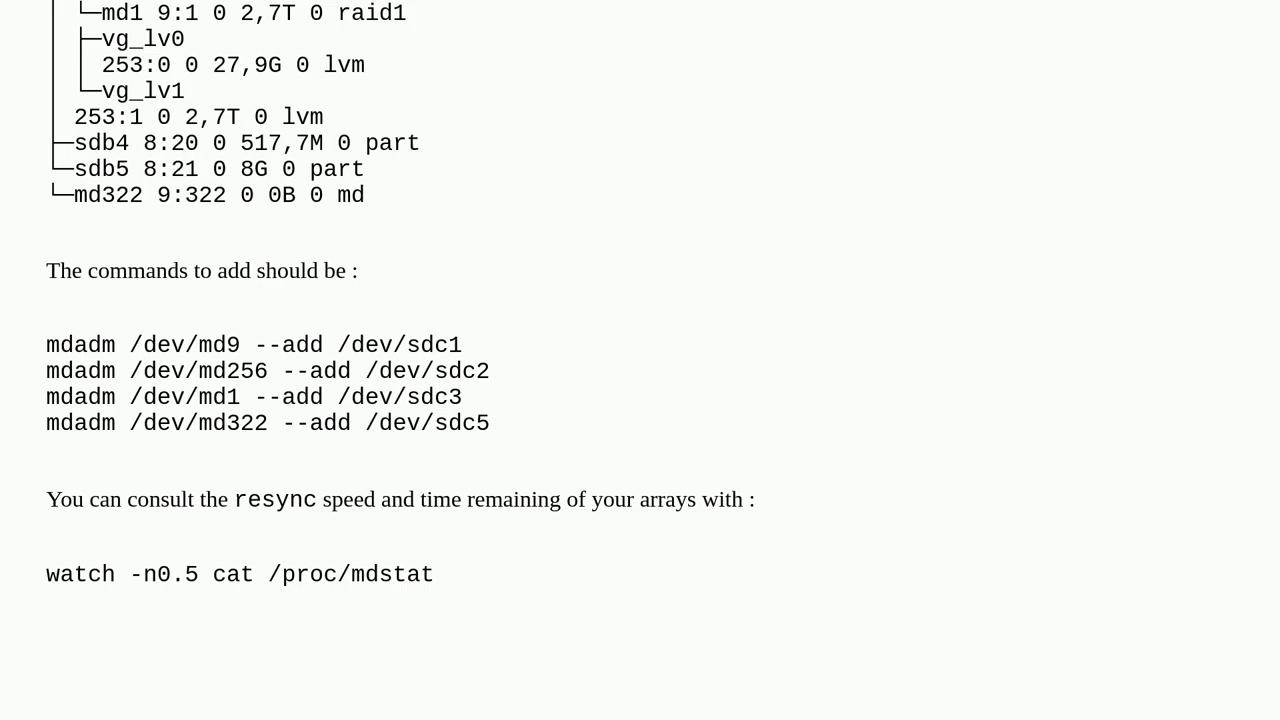 │ └─md1 9:1 0 2,7T 0 raid1
│ ├─vg_lv0
│ │ 253:0 0 27,9G 0 lvm
│ └─vg_lv1
│ 253:1 0 2,7T 0 lvm
├─sdb4 8:20 0 517,7M 0 part
└─sdb5 8:21 0 8G 0 part
└─md322 9:322 0 0B 0 md
The commands to add should be :
mdadm /dev/md9 --add /dev/sdc1
mdadm /dev/md256 --add /dev/sdc2
mdadm /dev/md1 --add /dev/sdc3
mdadm /dev/md322 --add /dev/sdc5
You can consult the resync speed and time remaining of your arrays with :
watch -n0.5 cat /proc/mdstat